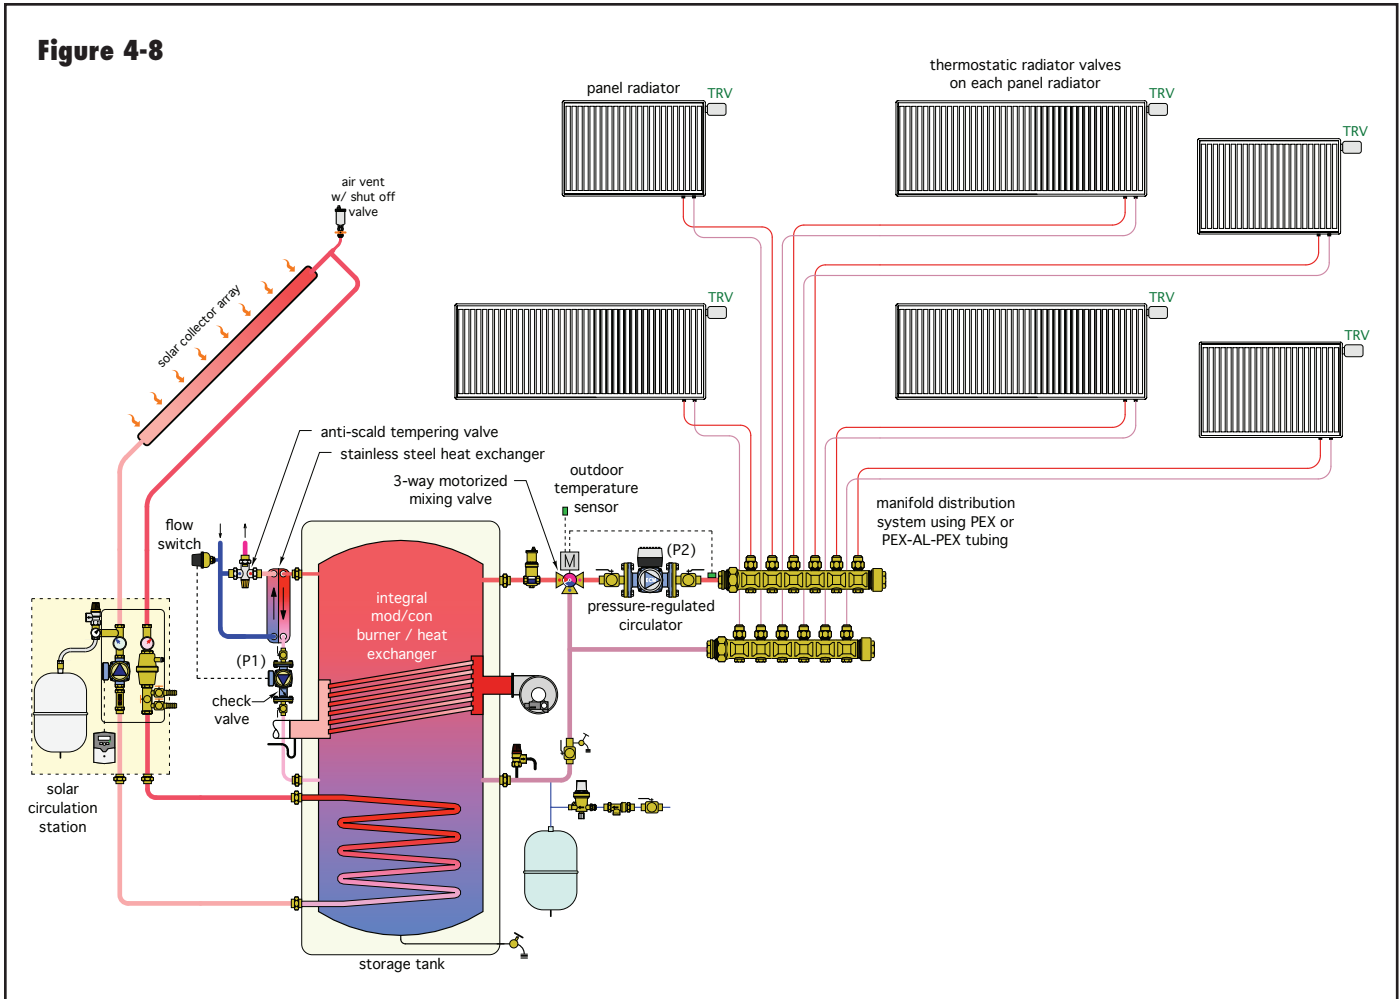 Figure 4-8
panel radiator
TRV
thermostatic radiator valves
on each panel radiator
TRV
TRV
air vent
w/ shut off
valve
solar collector array
TRV
TRV
TRV
anti-scald tempering valve
stainless steel heat exchanger
3-way motorized
mixing valve
outdoor
temperature
sensor
manifold distribution
system using PEX or
PEX-AL-PEX tubing
flow
switch
M
(P2)
ECM
pressure-regulated
circulator
integral
mod/con
burner / heat
exchanger
(P1)
check
valve
solar
circulation
station
storage tank